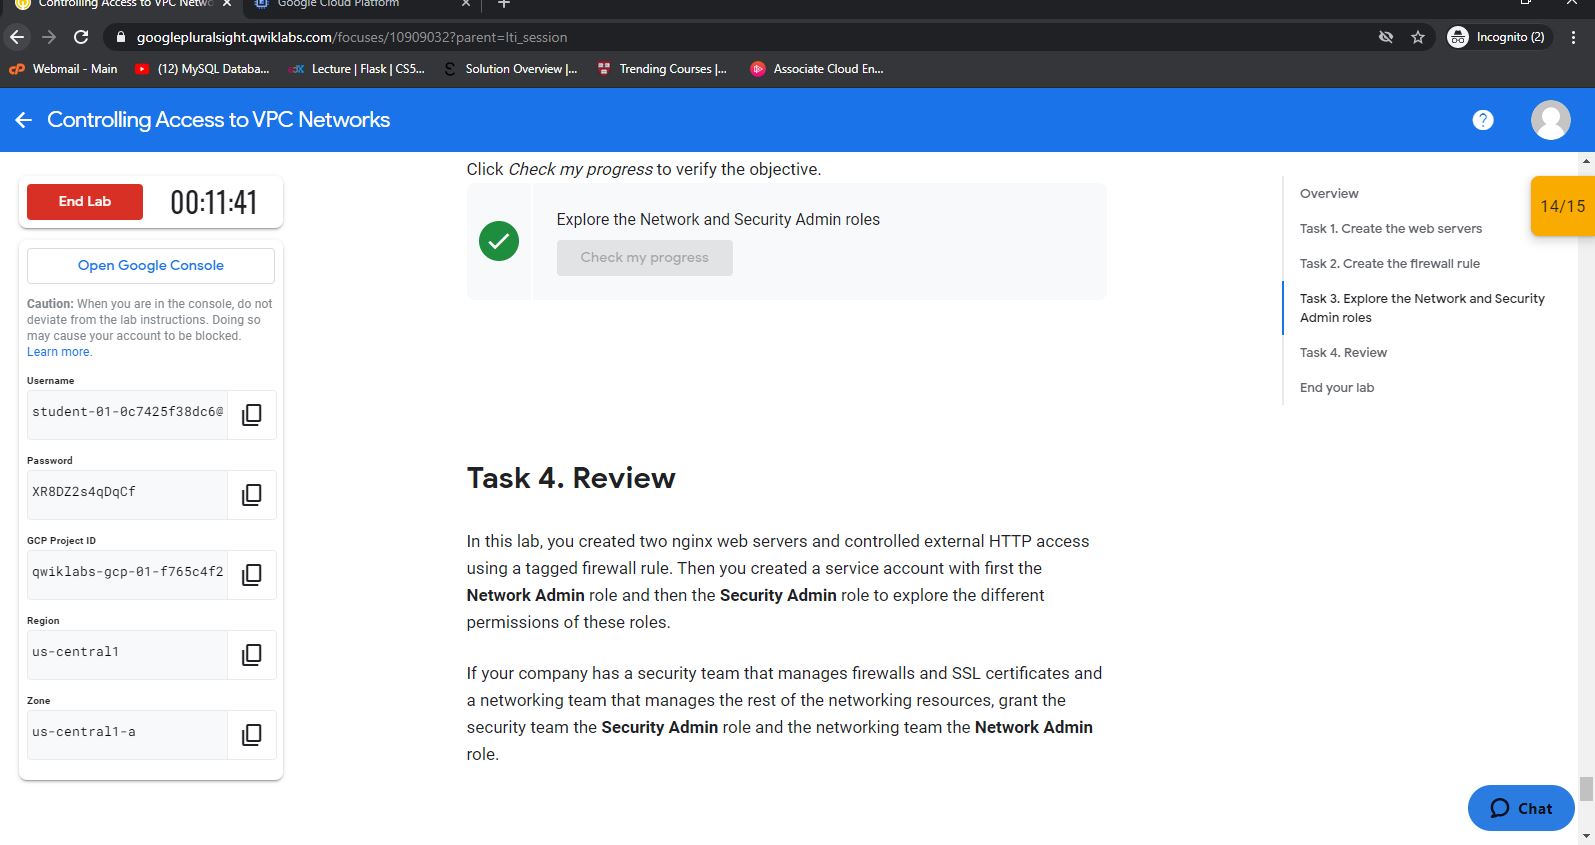 Controlling Access to VPC Netwo
Google Cloud Platform
googlepluralsight.qwiklabs.com/focuses/10909032?parent=lti_session
Incognito (2)
Webmail - Main
(12) MySQL Databa...
Lecture | Flask | CS5...
Solution Overview |...
Trending Courses |...
Associate Cloud En...
Controlling Access to VPC Networks
End Lab
00:11:41
Open Google Console
Caution: When you are in the console, do not
deviate from the lab instructions. Doing so
may cause your account to be blocked.
Learn more.
Username
student-01-0c7425f38dc6@
Password
XR8DZ2s4qDqCf
GCP Project ID
qwiklabs-gcp-01-f765c4f2
Region
us-central1
Zone
us-central1-a
Click Check my progress to verify the objective.
Explore the Network and Security Admin roles
Check my progress
Task 4. Review
In this lab, you created two nginx web servers and controlled external HTTP access
using a tagged firewall rule. Then you created a service account with first the
Network Admin role and then the Security Admin role to explore the different
permissions of these roles.
If your company has a security team that manages firewalls and SSL certificates and
a networking team that manages the rest of the networking resources, grant the
security team the Security Admin role and the networking team the Network Admin
role.
Overview
Task 1. Create the web servers
Task 2. Create the firewall rule
Task 3. Explore the Network and Security
Admin roles
Task 4. Review
End your lab
14/15
Chat